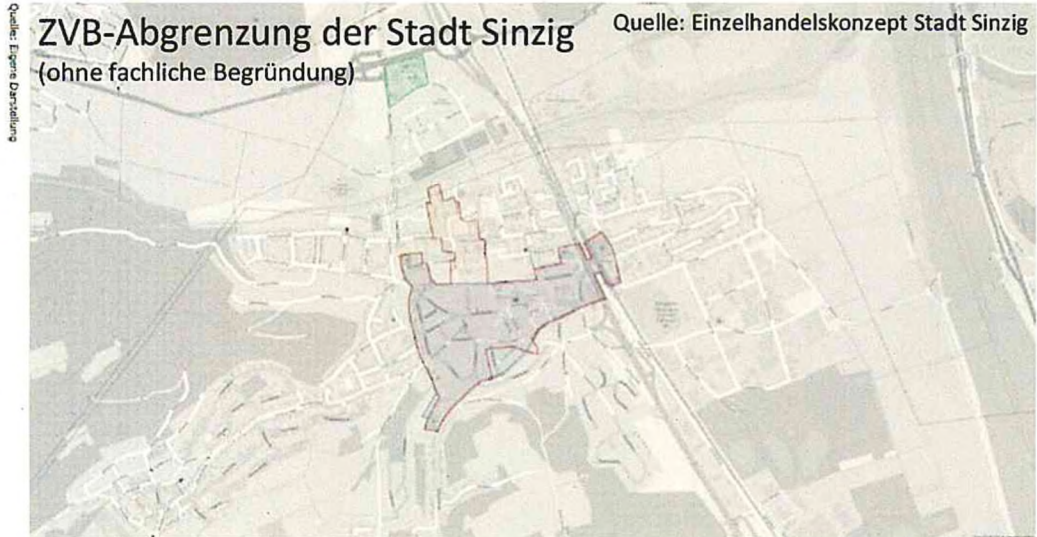 ZVB-Abgrenzung der Stadt Sinzig
(ohne fachliche Begründung)
Quelle: Einzelhandelskonzept Stadt Sinzig
Quelle: Eigene Darstellung